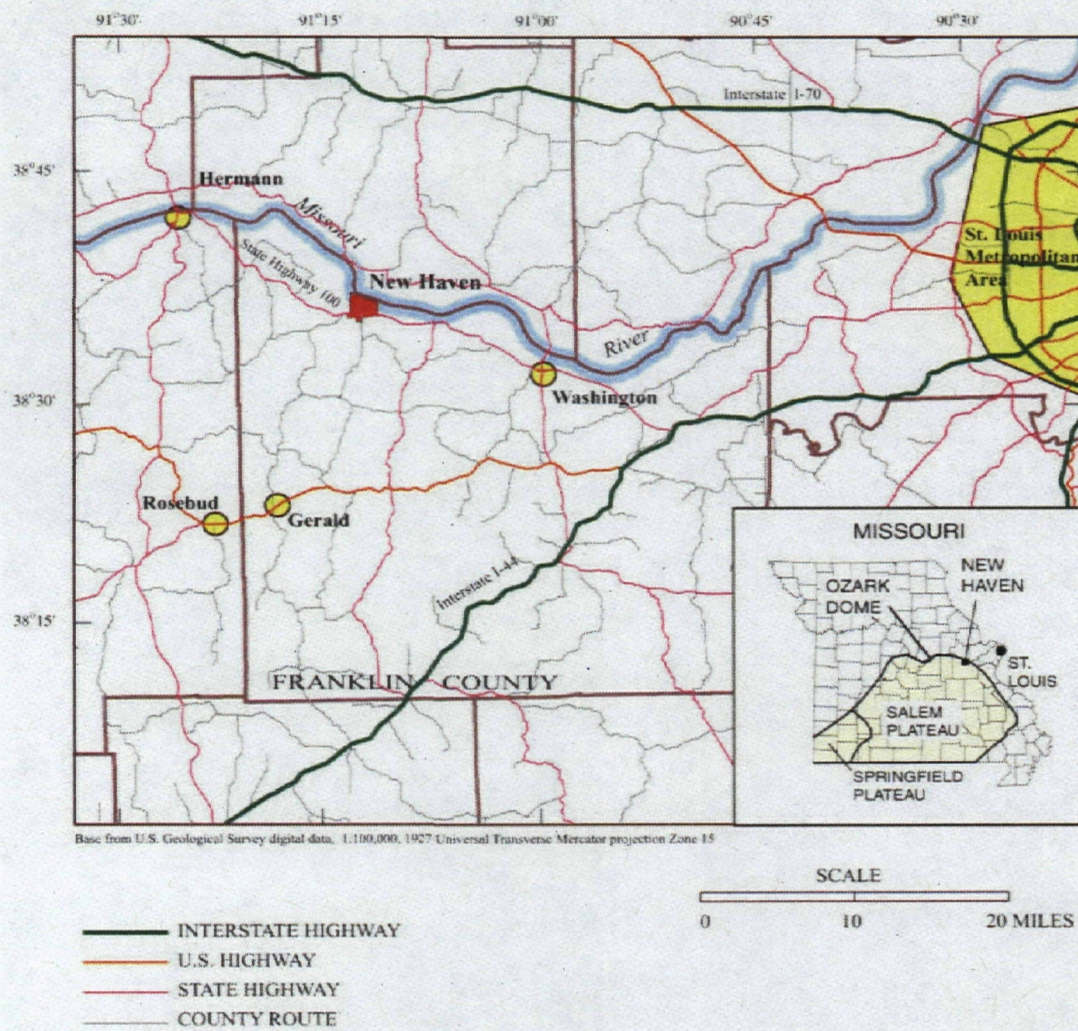 91°30'
91°15'
91°00'
90°45'
90°30'
Interstate I-70
38°45'
Hermann
Missouri
State Highway 100
New Haven
St. Louis
Metropolitan
Area
River
Washington
38°30'
Rosebud
Gerald
Interstate I-44
38°15'
FRANKLIN COUNTY
MISSOURI
NEW
HAVEN
OZARK
DOME
ST.
LOUIS
SALEM
PLATEAU
SPRINGFIELD
PLATEAU
Base from U.S. Geological Survey digital data, 1:100,000, 1927 Universal Transverse Mercator projection Zone 15
SCALE
0 10 20 MILES
INTERSTATE HIGHWAY
U.S. HIGHWAY
STATE HIGHWAY
COUNTY ROUTE